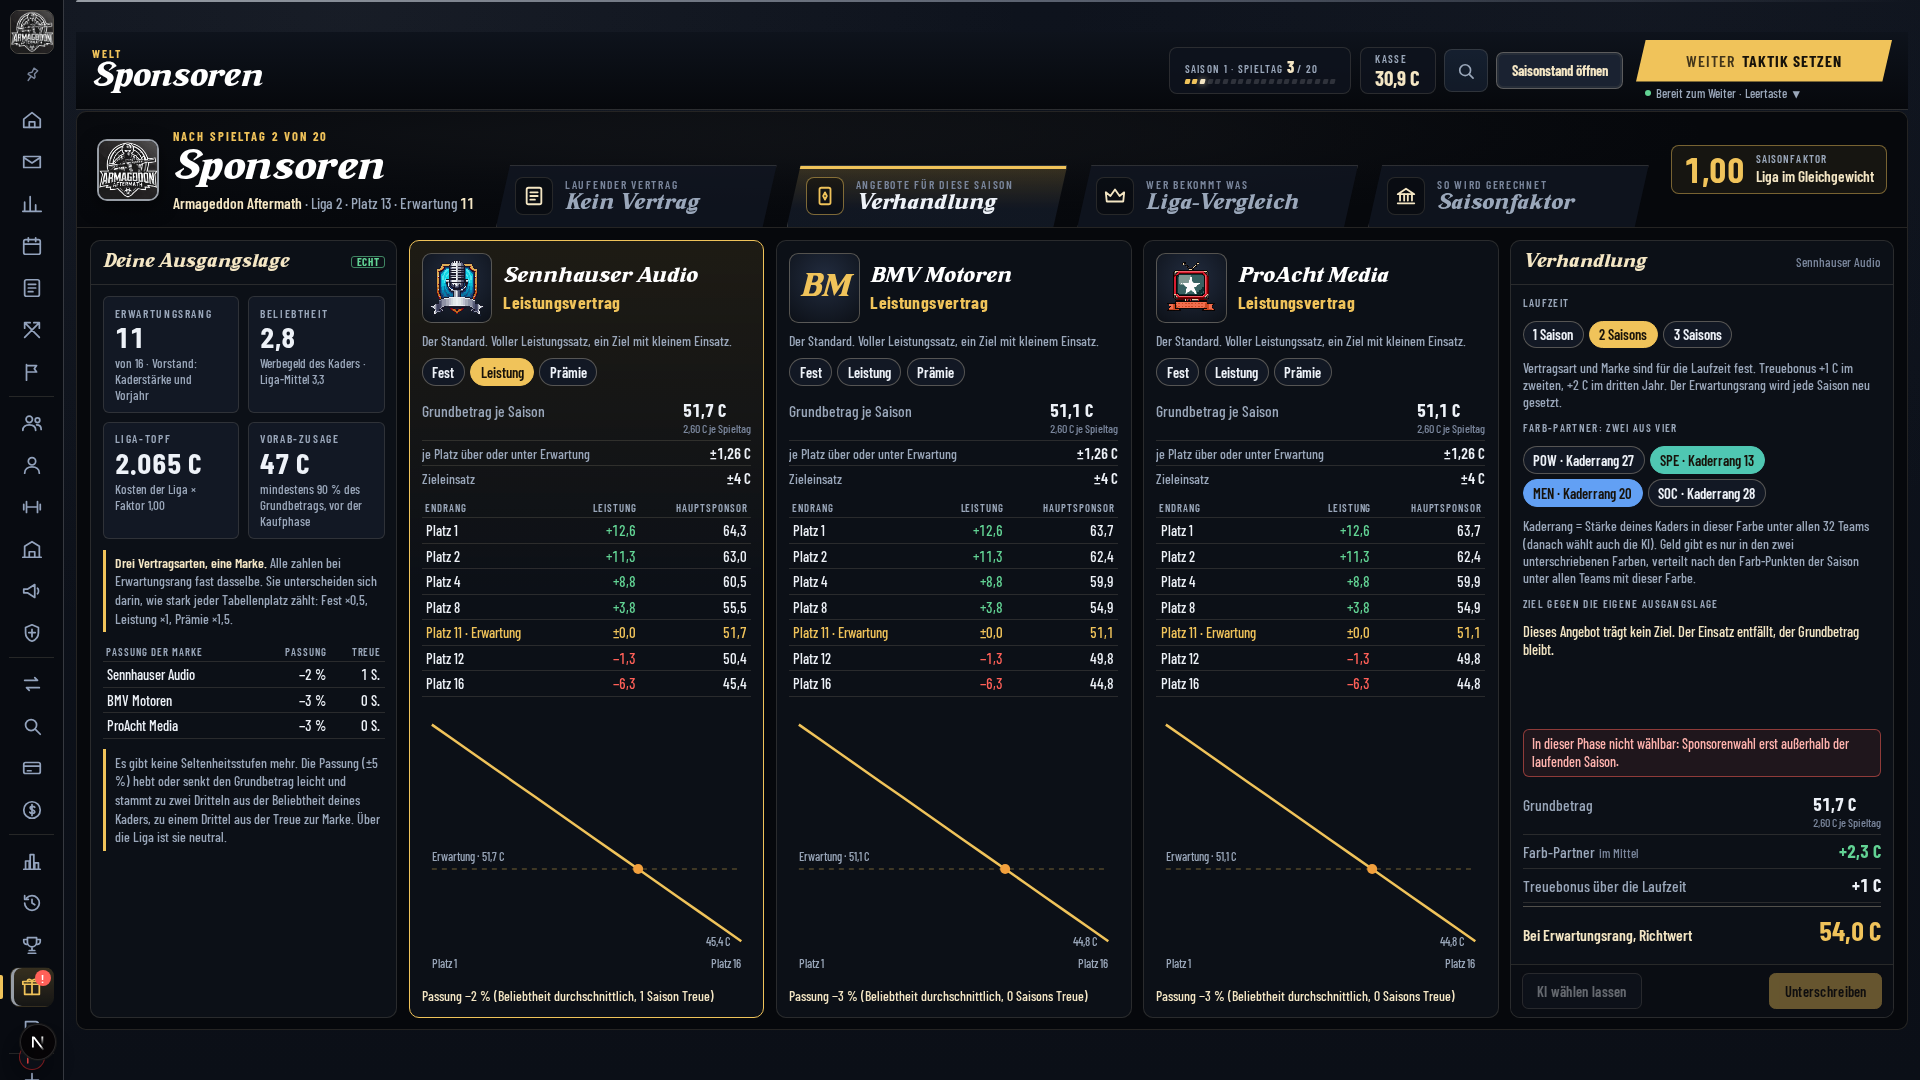 WELT
Sponsoren
SAISON 1 · SPIELTAG 3 / 20
KASSE
30,9 C
Saisonstand öffnen
WEITER TAKTIK SETZEN
Bereit zum Weiter · Leertaste ▼
NACH SPIELTAG 2 VON 20
Sponsoren
Armageddon Aftermath · Liga 2 · Platz 13 · Erwartung 11
LAUFENDER VERTRAG
Kein Vertrag
ANGEBOTE FÜR DIESE SAISON
Verhandlung
WER BEKOMMT WAS
Liga-Vergleich
SO WIRD GERECHNET
Saisonfaktor
1,00
SAISONFAKTOR
Liga im Gleichgewicht
Deine Ausgangslage
ECHT
ERWARTUNGSRANG
11
von 16 · Vorstand:
Kaderstärke und
Vorjahr
BELIEBTHEIT
2,8
Werbegeld des Kaders ·
Liga-Mittel 3,3
LIGA-TOPF
2.065 C
Kosten der Liga ×
Faktor 1,00
VORAB-ZUSAGE
47 C
mindestens 90 % des
Grundbetrags, vor der
Kaufphase
Drei Vertragsarten, eine Marke. Alle zahlen bei
Erwartungsrang fast dasselbe. Sie unterscheiden sich
darin, wie stark jeder Tabellenplatz zählt: Fest ×0,5,
Leistung ×1, Prämie ×1,5.
PASSUNG DER MARKE PASSUNG TREUE
Sennhauser Audio −2 % 1 S.
BMV Motoren −3 % 0 S.
ProAcht Media −3 % 0 S.
Es gibt keine Seltenheitsstufen mehr. Die Passung (±5
%) hebt oder senkt den Grundbetrag leicht und
stammt zu zwei Dritteln aus der Beliebtheit deines
Kaders, zu einem Drittel aus der Treue zur Marke. Über
die Liga ist sie neutral.
Sennhauser Audio
Leistungsvertrag
Der Standard. Voller Leistungssatz, ein Ziel mit kleinem Einsatz.
Fest Leistung Prämie
Grundbetrag je Saison 51,7 C
2,60 C je Spieltag
je Platz über oder unter Erwartung ±1,26 C
Zieleinsatz ±4 C
ENDRANG LEISTUNG HAUPTSPONSOR
Platz 1 +12,6 64,3
Platz 2 +11,3 63,0
Platz 4 +8,8 60,5
Platz 8 +3,8 55,5
Platz 11 · Erwartung ±0,0 51,7
Platz 12 −1,3 50,4
Platz 16 −6,3 45,4
Erwartung · 51,7 C
45,4 C
Platz 1 Platz 16
Passung −2 % (Beliebtheit durchschnittlich, 1 Saison Treue)
BM
BMV Motoren
Leistungsvertrag
Der Standard. Voller Leistungssatz, ein Ziel mit kleinem Einsatz.
Fest Leistung Prämie
Grundbetrag je Saison 51,1 C
2,60 C je Spieltag
je Platz über oder unter Erwartung ±1,26 C
Zieleinsatz ±4 C
ENDRANG LEISTUNG HAUPTSPONSOR
Platz 1 +12,6 63,7
Platz 2 +11,3 62,4
Platz 4 +8,8 59,9
Platz 8 +3,8 54,9
Platz 11 · Erwartung ±0,0 51,1
Platz 12 −1,3 49,8
Platz 16 −6,3 44,8
Erwartung · 51,1 C
44,8 C
Platz 1 Platz 16
Passung −3 % (Beliebtheit durchschnittlich, 0 Saisons Treue)
ProAcht Media
Leistungsvertrag
Der Standard. Voller Leistungssatz, ein Ziel mit kleinem Einsatz.
Fest Leistung Prämie
Grundbetrag je Saison 51,1 C
2,60 C je Spieltag
je Platz über oder unter Erwartung ±1,26 C
Zieleinsatz ±4 C
ENDRANG LEISTUNG HAUPTSPONSOR
Platz 1 +12,6 63,7
Platz 2 +11,3 62,4
Platz 4 +8,8 59,9
Platz 8 +3,8 54,9
Platz 11 · Erwartung ±0,0 51,1
Platz 12 −1,3 49,8
Platz 16 −6,3 44,8
Erwartung · 51,1 C
44,8 C
Platz 1 Platz 16
Passung −3 % (Beliebtheit durchschnittlich, 0 Saisons Treue)
Verhandlung
Sennhauser Audio
LAUFZEIT
1 Saison 2 Saisons 3 Saisons
Vertragsart und Marke sind für die Laufzeit fest. Treuebonus +1 C im
zweiten, +2 C im dritten Jahr. Der Erwartungsrang wird jede Saison neu
gesetzt.
FARB-PARTNER: ZWEI AUS VIER
POW · Kaderrang 27 SPE · Kaderrang 13
MEN · Kaderrang 20 SOC · Kaderrang 28
Kaderrang = Stärke deines Kaders in dieser Farbe unter allen 32 Teams
(danach wählt auch die KI). Geld gibt es nur in den zwei
unterschriebenen Farben, verteilt nach den Farb-Punkten der Saison
unter allen Teams mit dieser Farbe.
ZIEL GEGEN DIE EIGENE AUSGANGSLAGE
Dieses Angebot trägt kein Ziel. Der Einsatz entfällt, der Grundbetrag
bleibt.
In dieser Phase nicht wählbar: Sponsorenwahl erst außerhalb der
laufenden Saison.
Grundbetrag 51,7 C
2,60 C je Spieltag
Farb-Partner im Mittel +2,3 C
Treuebonus über die Laufzeit +1 C
Bei Erwartungsrang, Richtwert 54,0 C
KI wählen lassen Unterschreiben
ARMAGEDDON
N